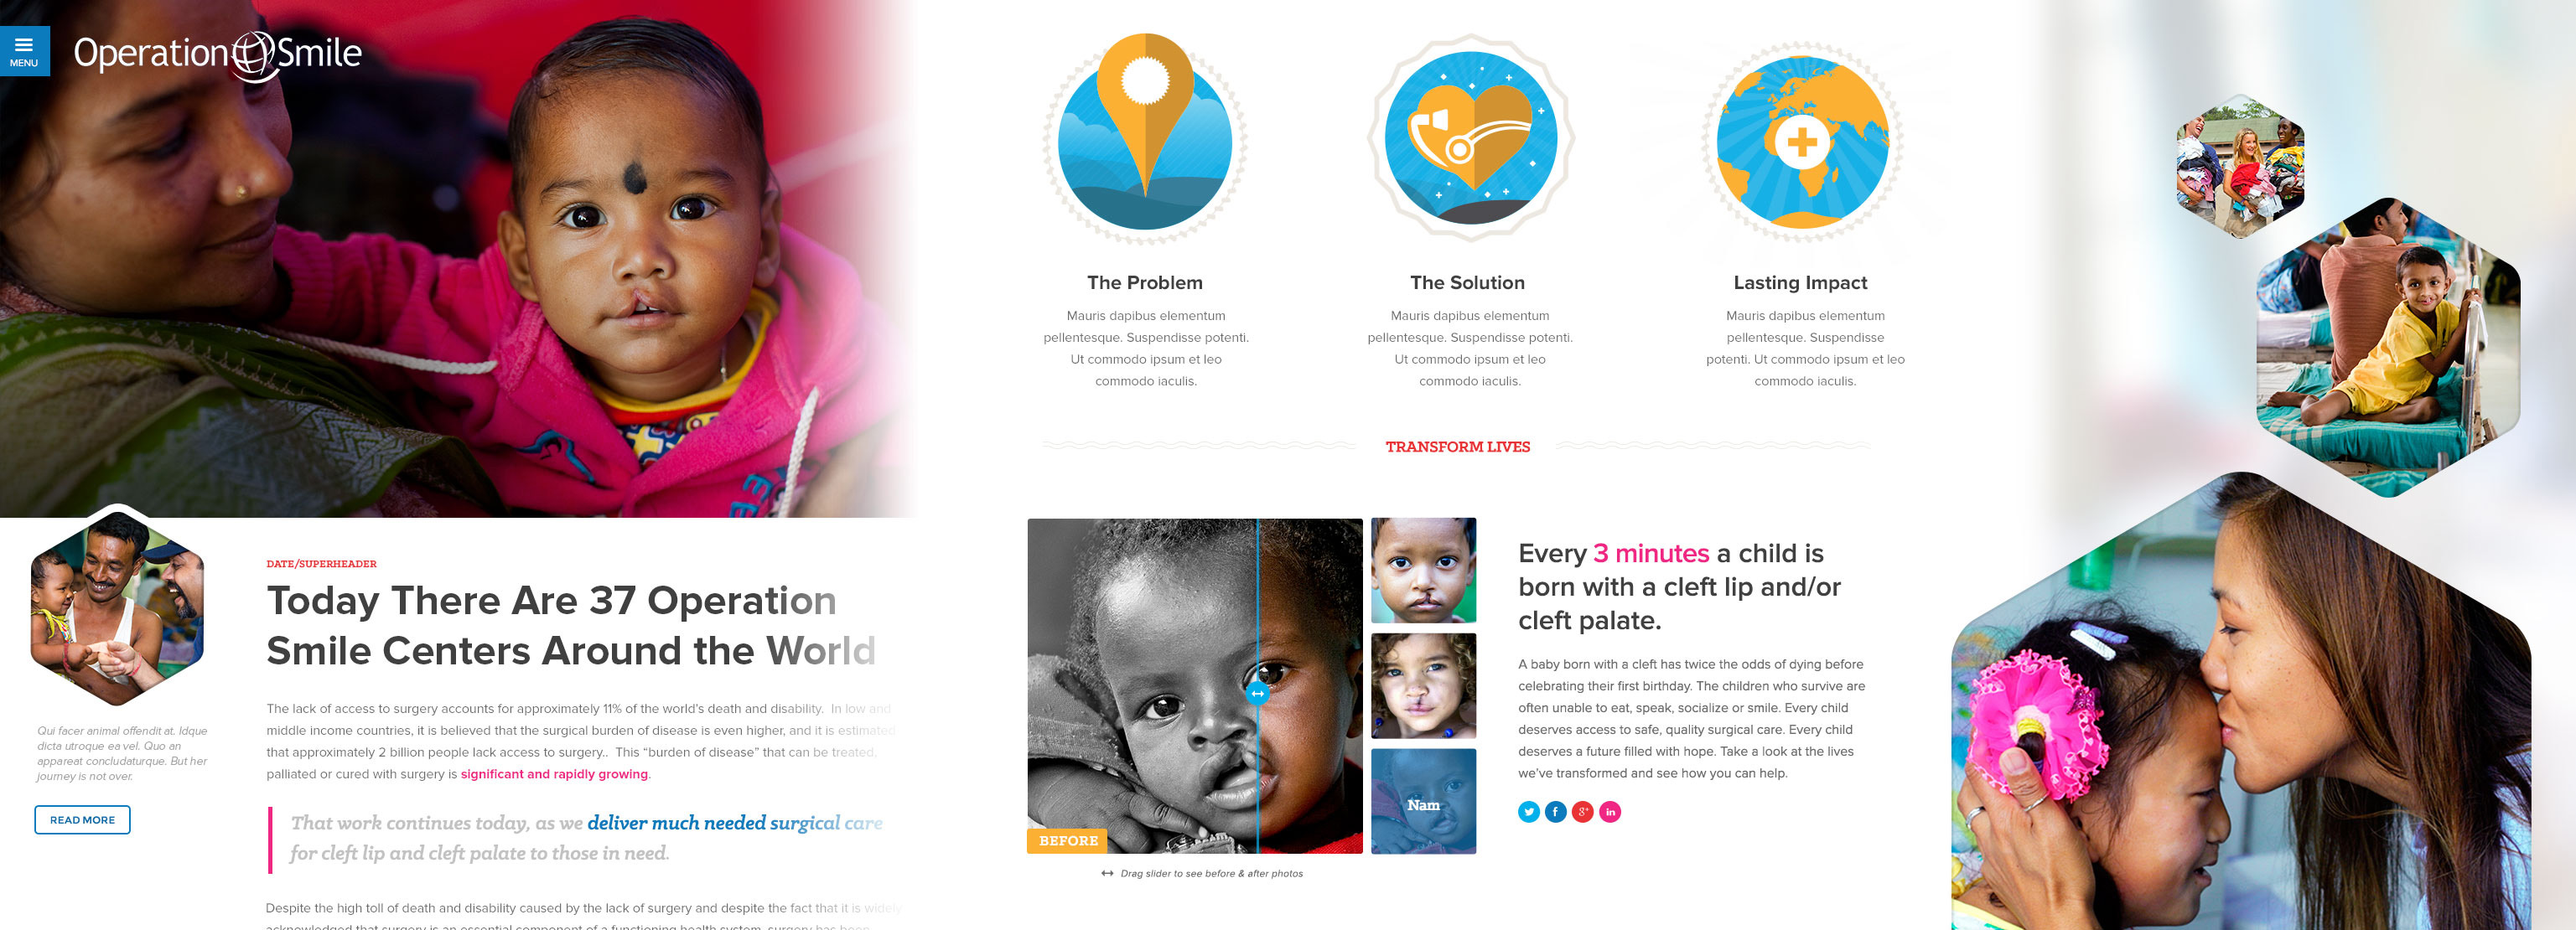 MENU
Operation Smile
DATE/SUPERHEADER
Today There Are 37 Operation
Smile Centers Around the World
The lack of access to surgery accounts for approximately 11% of the world's death and disability. In low and
middle income countries, it is believed that the surgical burden of disease is even higher, and it is estimated
that approximately 2 billion people lack access to surgery.. This “burden of disease” that can be treated,
palliated or cured with surgery is significant and rapidly growing.
That work continues today, as we deliver much needed surgical care
for cleft lip and cleft palate to those in need.
Despite the high toll of death and disability caused by the lack of surgery and despite the fact that it is widely
acknowledged that surgery is an essential component of a functioning health system, surgery has been
Qui facer animal offendit at. Idque
dicta utroque ea vel. Quo an
appareat concludaturque. But her
journey is not over.
READ MORE
The Problem
Mauris dapibus elementum
pellentesque. Suspendisse potenti.
Ut commodo ipsum et leo
commodo iaculis.
The Solution
Mauris dapibus elementum
pellentesque. Suspendisse potenti.
Ut commodo ipsum et leo
commodo iaculis.
Lasting Impact
Mauris dapibus elementum
pellentesque. Suspendisse
potenti. Ut commodo ipsum et leo
commodo iaculis.
TRANSFORM LIVES
BEFORE
Nam
Drag slider to see before & after photos
Every 3 minutes a child is
born with a cleft lip and/or
cleft palate.
A baby born with a cleft has twice the odds of dying before
celebrating their first birthday. The children who survive are
often unable to eat, speak, socialize or smile. Every child
deserves access to safe, quality surgical care. Every child
deserves a future filled with hope. Take a look at the lives
we've transformed and see how you can help.
f
g+
in